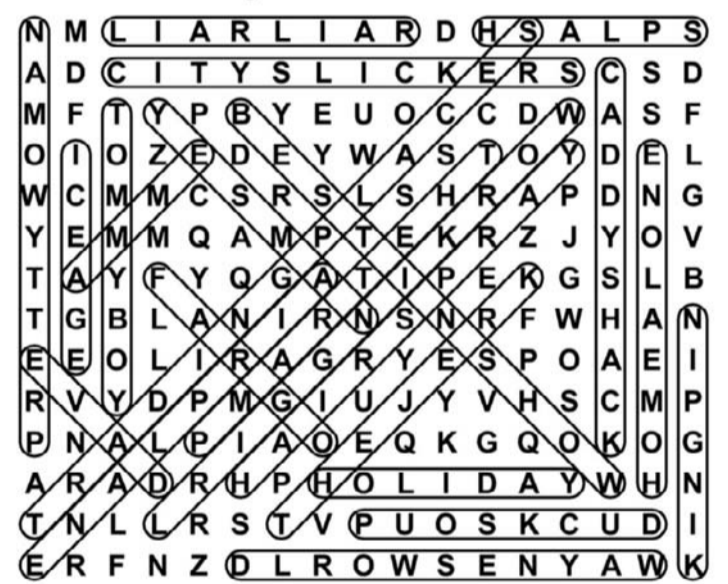 N M L I A R L I A R D H S A L P S
A D C I T Y S L I C K E R S C S D
M F T Y P B Y E U O C C D W A S F
O I O Z E D E Y W A S T O Y D E L
W C M M C S R S L S H R A P D N G
Y E M M Q A M P T E K R Z J Y O V
T A Y F Y Q G A T I P E K G S L B
T G B L A N I R N S N R F W H A N
E E O L I R A G R Y E S P O A E I
R V Y D P M G I U J Y V H S C M P
P N A L P I A O E Q K G Q O K O G
A R A D R H P H O L I D A Y W H N
T N L L R S T V P U O S K C U D I
E R F N Z D L R O W S E N Y A W K